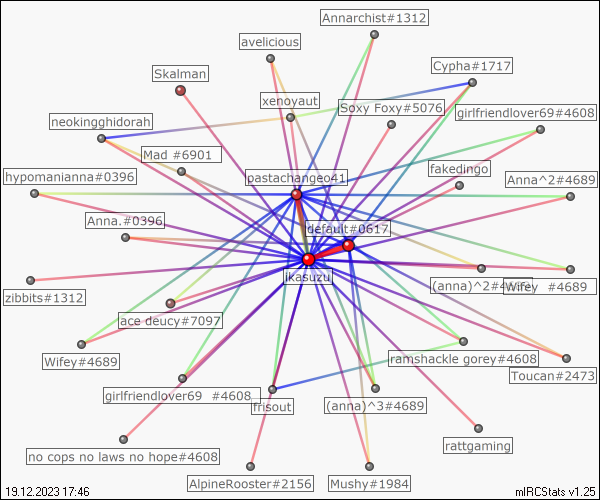 Annarchist#1312
avelicious
Cypha#1717
Skalman
xenoyaut
Soxy Foxy#5076
girlfriendlover69#4608
neokingghidorah
Mad #6901
fakedingo
hypomanianna#0396
pastachangeo41
Anna^2#4689
Anna.#0396
!default#0617
ikasuzu
(anna)^2#4
Wifey #4689
zibbits#1312
ace deucy#7097
Wifey#4689
ramshackle gorey#4608
Toucan#2473
girlfriendlover69 #4608
frisout
(anna)^3#4689
no cops no laws no hope#4608
rattgaming
AlpineRooster#2156
Mushy#1984
19.12.2023 17:46
mIRCStats v1.25